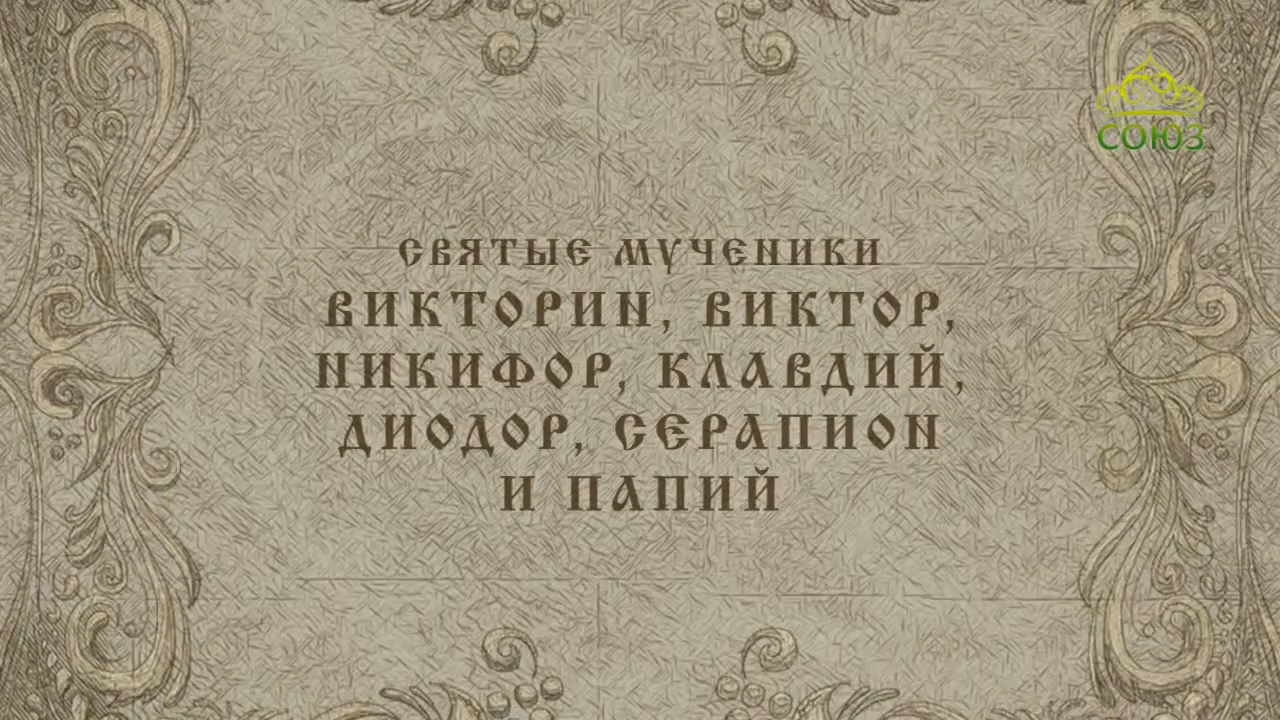 СОЮЗ
СВЯТЫЕ МУЧЕНИКИ
ВИКТОРИН, ВИКТОР,
НИКИФОР, КЛАВДИЙ,
ДИОДОР, СЕРАПИОН
И ПАПИЙ